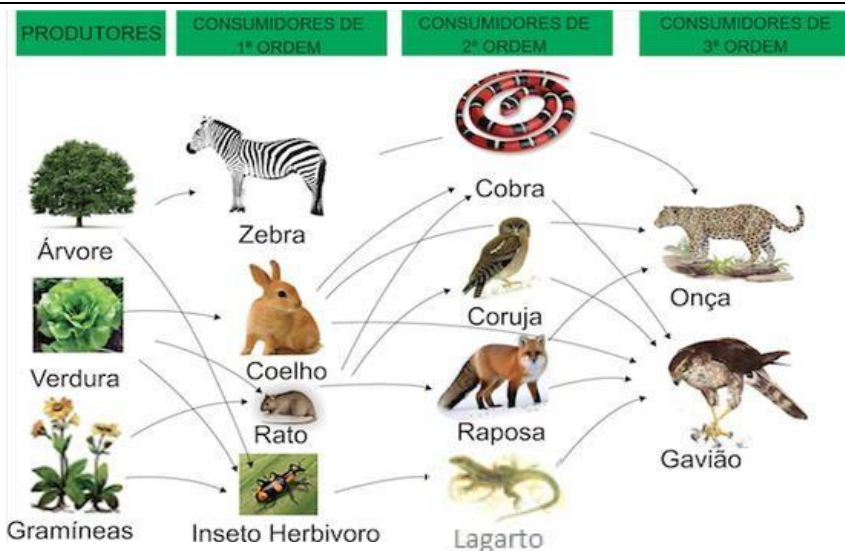 PRODUTORES
CONSUMIDORES DE
1ª ORDEM
CONSUMIDORES DE
2ª ORDEM
CONSUMIDORES DE
3ª ORDEM
Árvore
Zebra
Cobra
Onça
Verdura
Coelho
Coruja
Rato
Raposa
Gavião
Gramíneas
Inseto Herbivoro
Lagarto